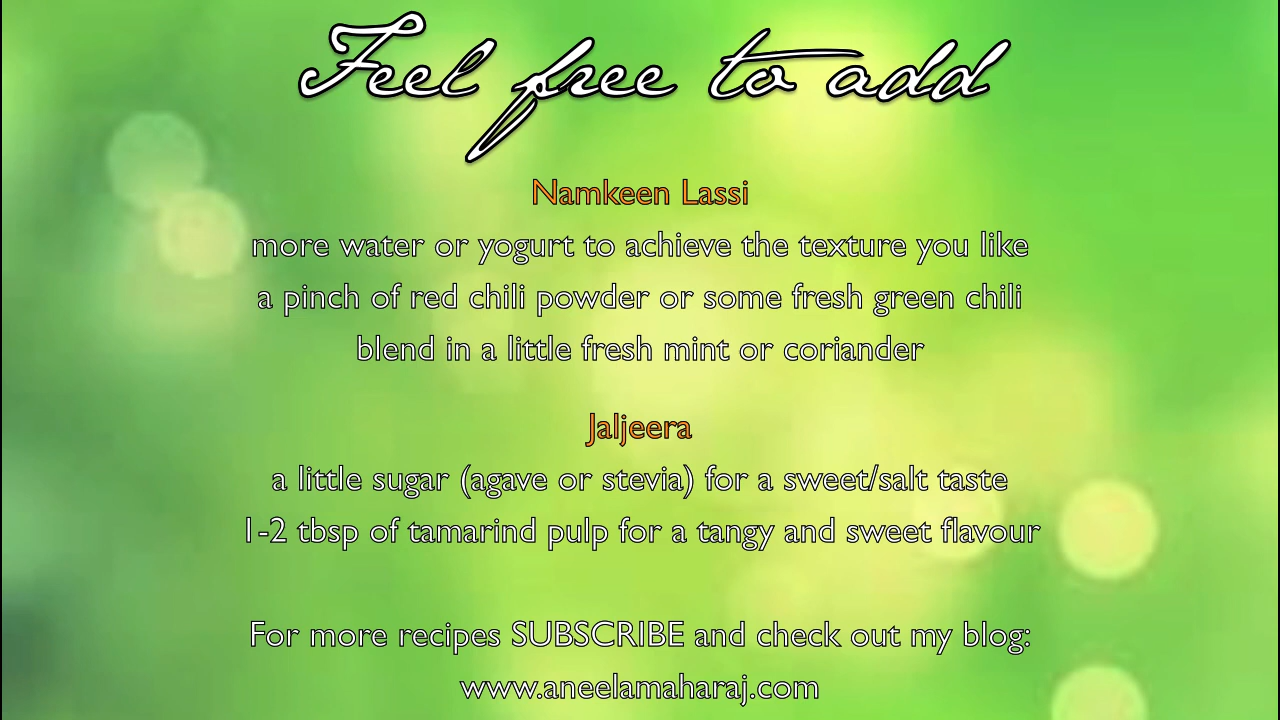 Feel free to add
Namkeen Lassi
more water or yogurt to achieve the texture you like
a pinch of red chili powder or some fresh green chili
blend in a little fresh mint or coriander
Jaljeera
a little sugar (agave or stevia) for a sweet/salt taste
1-2 tbsp of tamarind pulp for a tangy and sweet flavour
For more recipes SUBSCRIBE and check out my blog:
www.aneelamaharaj.com